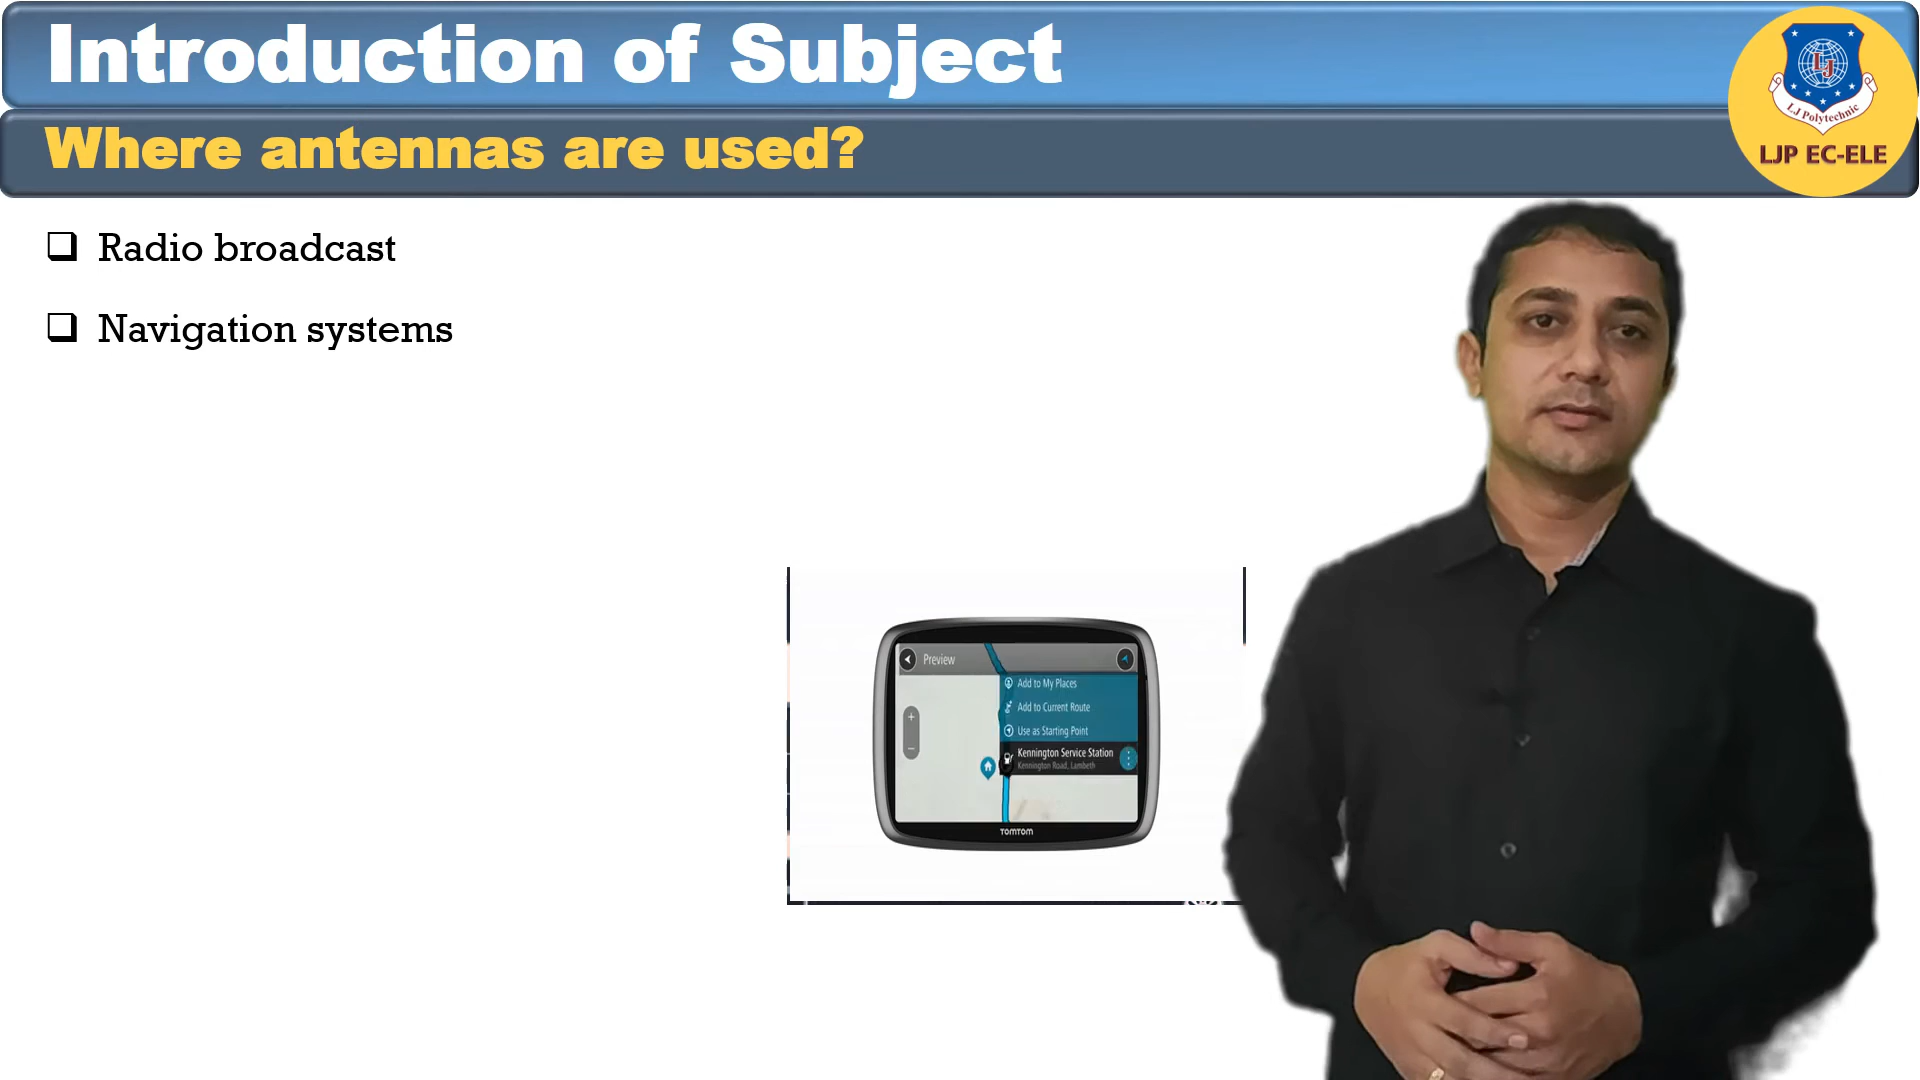 Introduction of Subject
Where antennas are used?
LJ
LJ Polytechnic
LJP EC-ELE
Radio broadcast
Navigation systems
Preview
Add to My Places
Add to Current Route
Use as Starting Point
Kennington Service Station
Kennington Road, Lambeth
TOMTOM